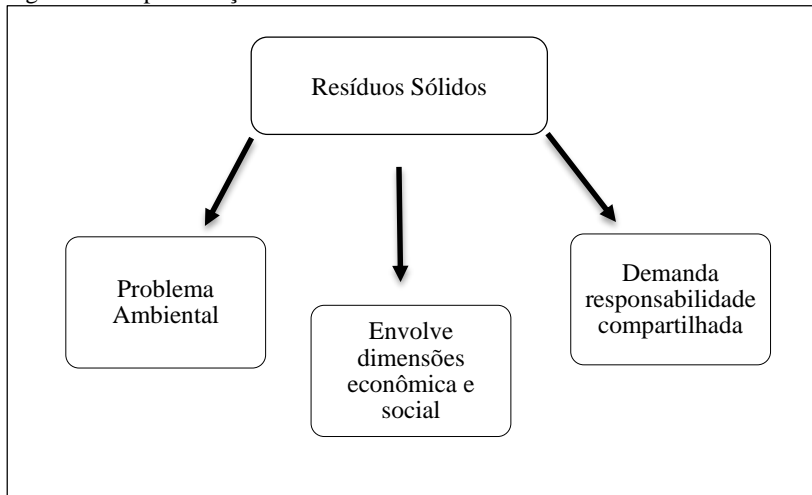 Resíduos Sólidos
Problema
Ambiental
Envolve
dimensões
econômica e
social
Demanda
responsabilidade
compartilhada